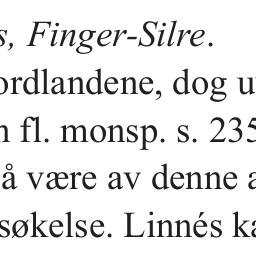 s, Finger-Silre.
ordlandene, dog u
n fl. monsp. s. 235
å være av denne a
søkelse. Linnés ka